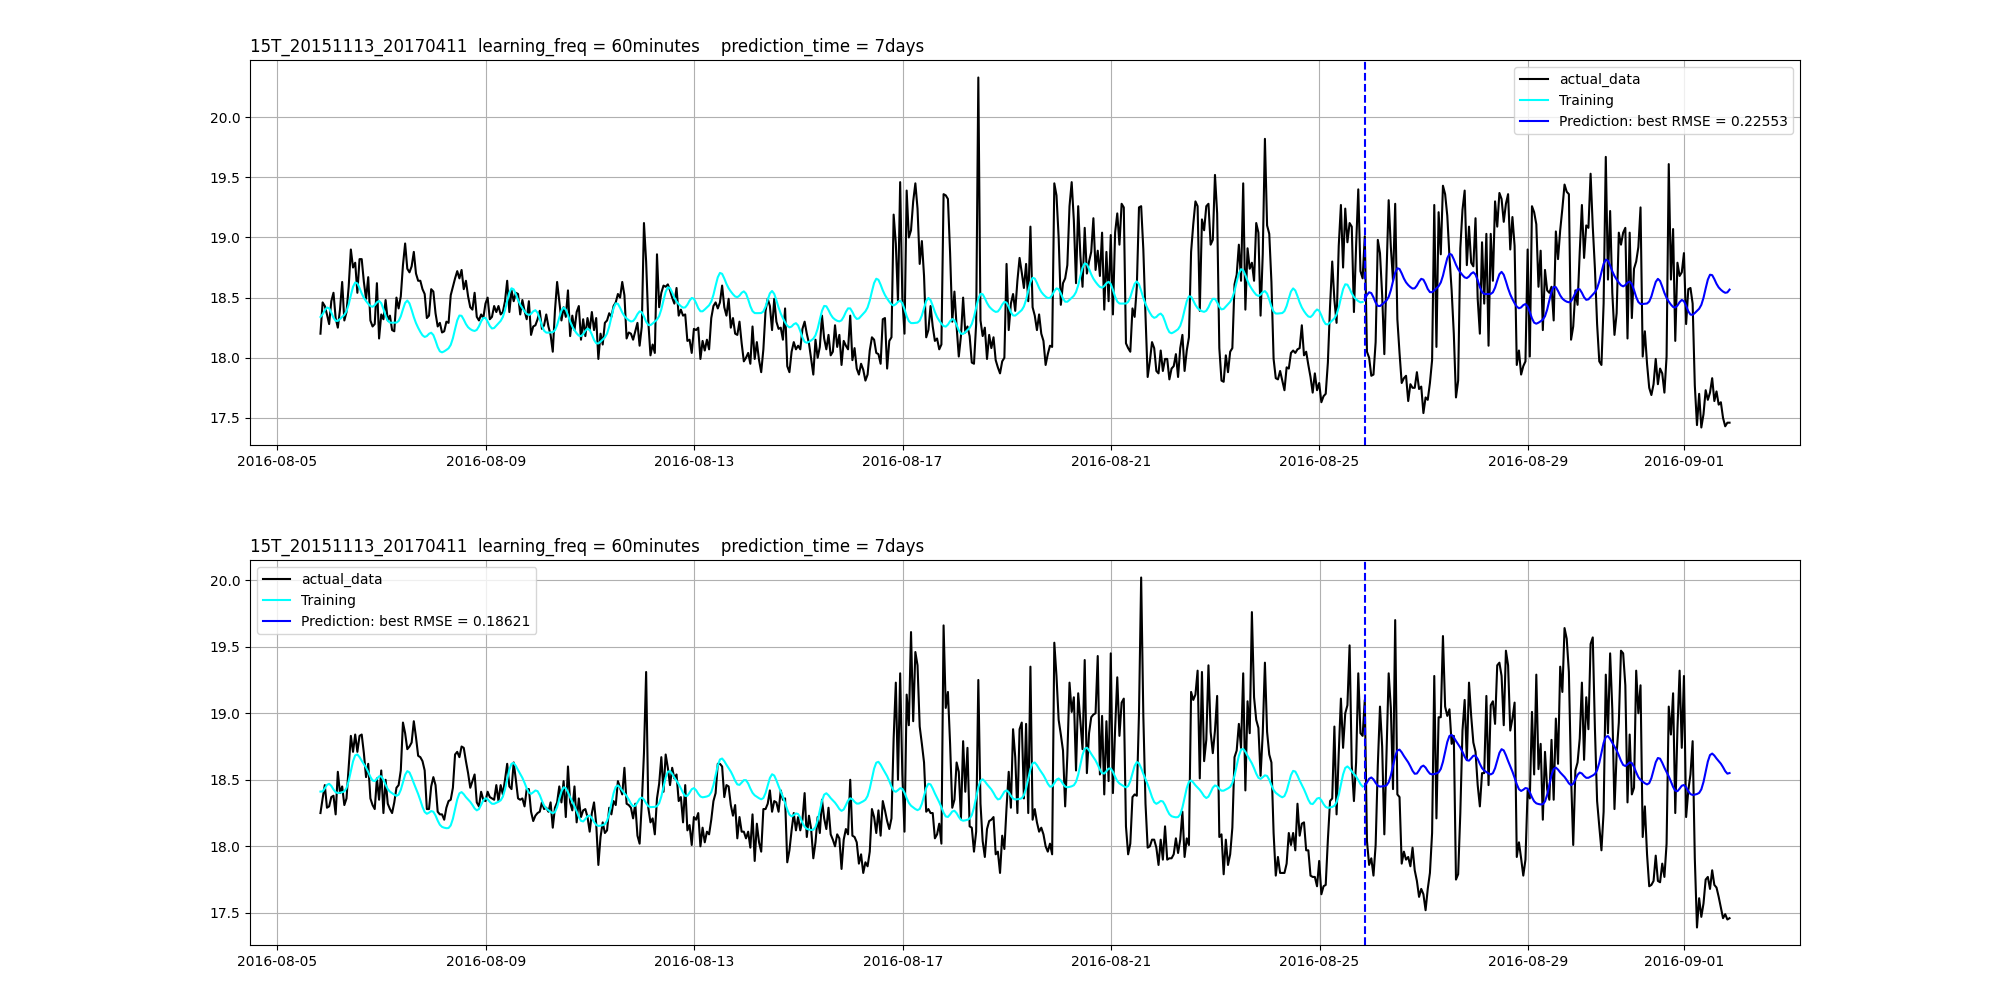 15T_20151113_20170411  learning_freq = 60minutes    prediction_time = 7days
actual_data
Training
Prediction: best RMSE = 0.22553
20.0
19.5
19.0
18.5
18.0
17.5
2016-08-05 2016-08-09 2016-08-13 2016-08-17 2016-08-21 2016-08-25 2016-08-29 2016-09-01
15T_20151113_20170411  learning_freq = 60minutes    prediction_time = 7days
actual_data
Training
Prediction: best RMSE = 0.18621
20.0
19.5
19.0
18.5
18.0
17.5
2016-08-05 2016-08-09 2016-08-13 2016-08-17 2016-08-21 2016-08-25 2016-08-29 2016-09-01